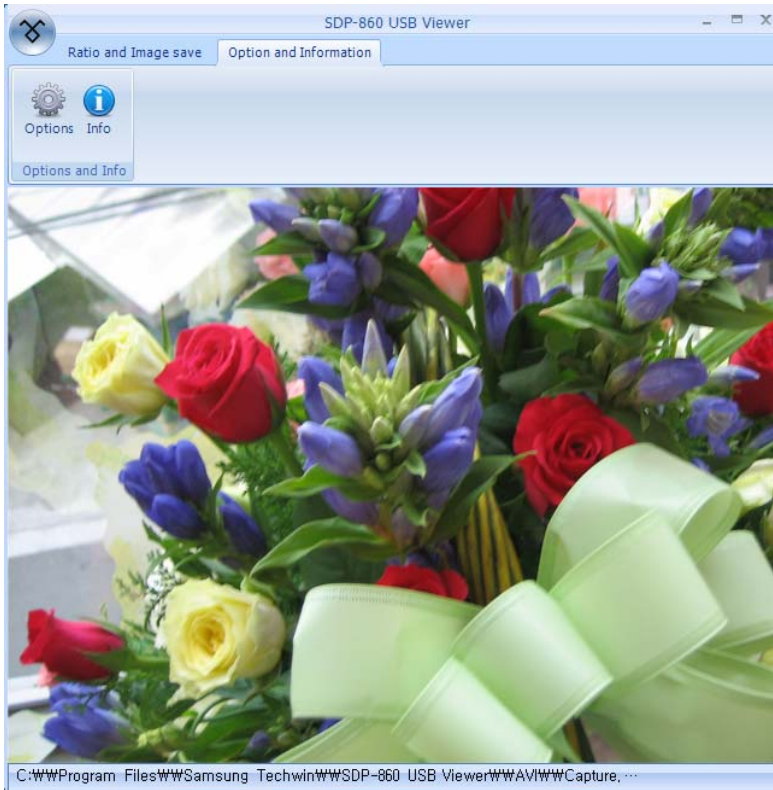 SDP-860 USB Viewer
Ratio and Image save
Option and Information
Options
Info
Options and Info
C:₩₩Program Files₩₩Samsung Techwin₩₩SDP-860 USB Viewer₩₩AVI₩₩Capture, ···